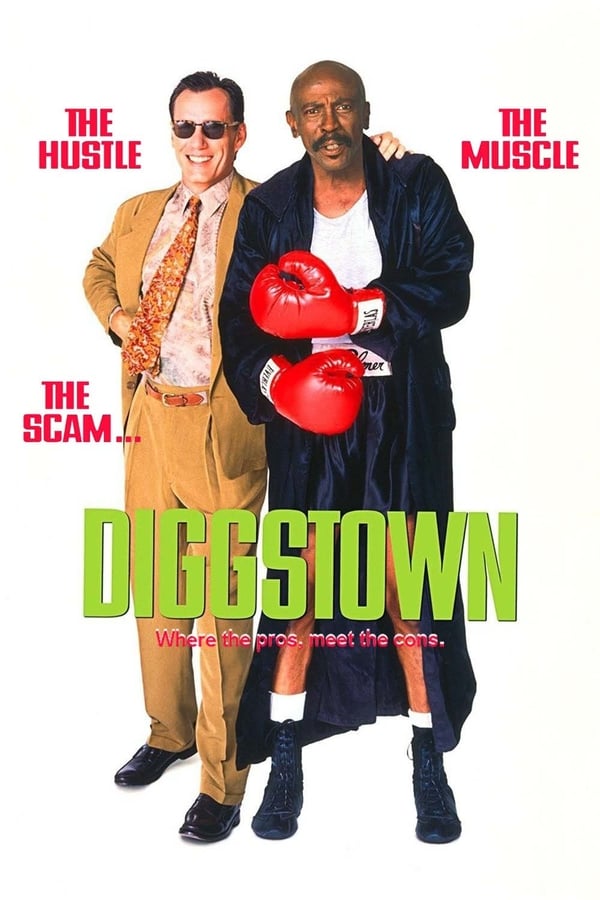 THE
HUSTLE
THE
MUSCLE
THE
SCAM...
DIGGSTOWN
Where the pros, meet the cons.